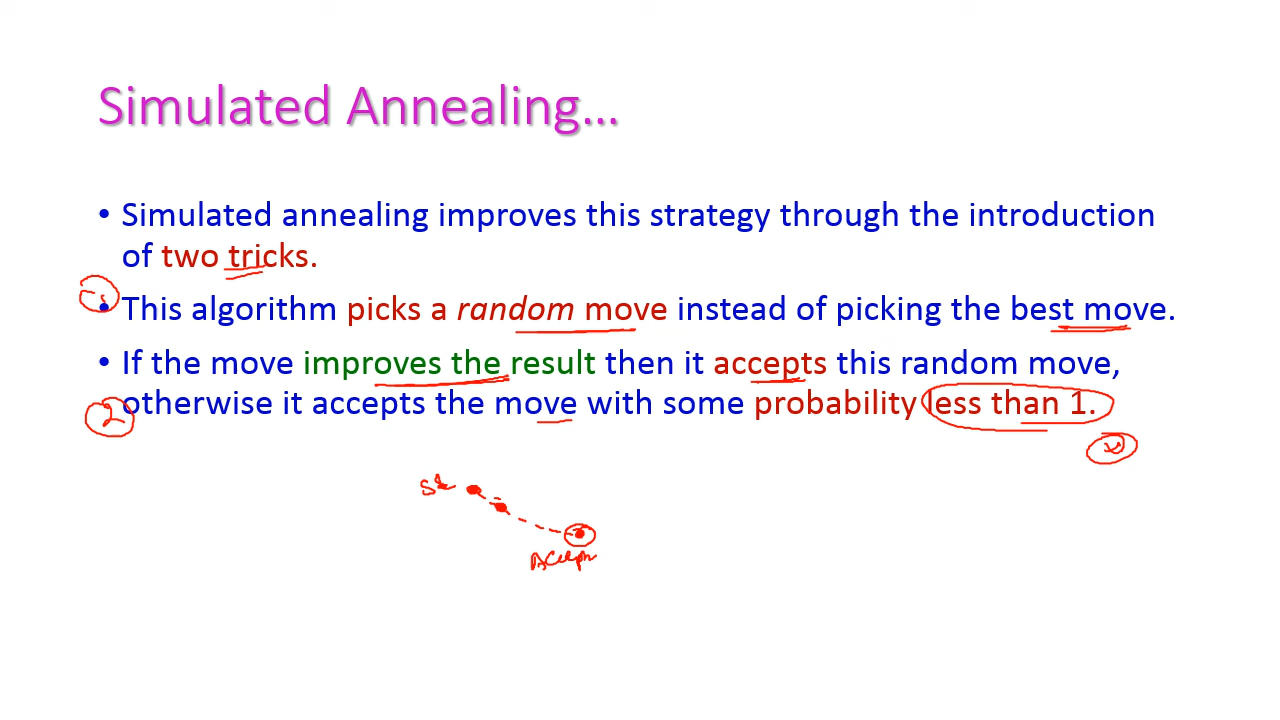 Simulated Annealing...
• Simulated annealing improves this strategy through the introduction
of two tricks.
• This algorithm picks a random move instead of picking the best move.
• If the move improves the result then it accepts this random move,
otherwise it accepts the move with some probability less than 1.
2